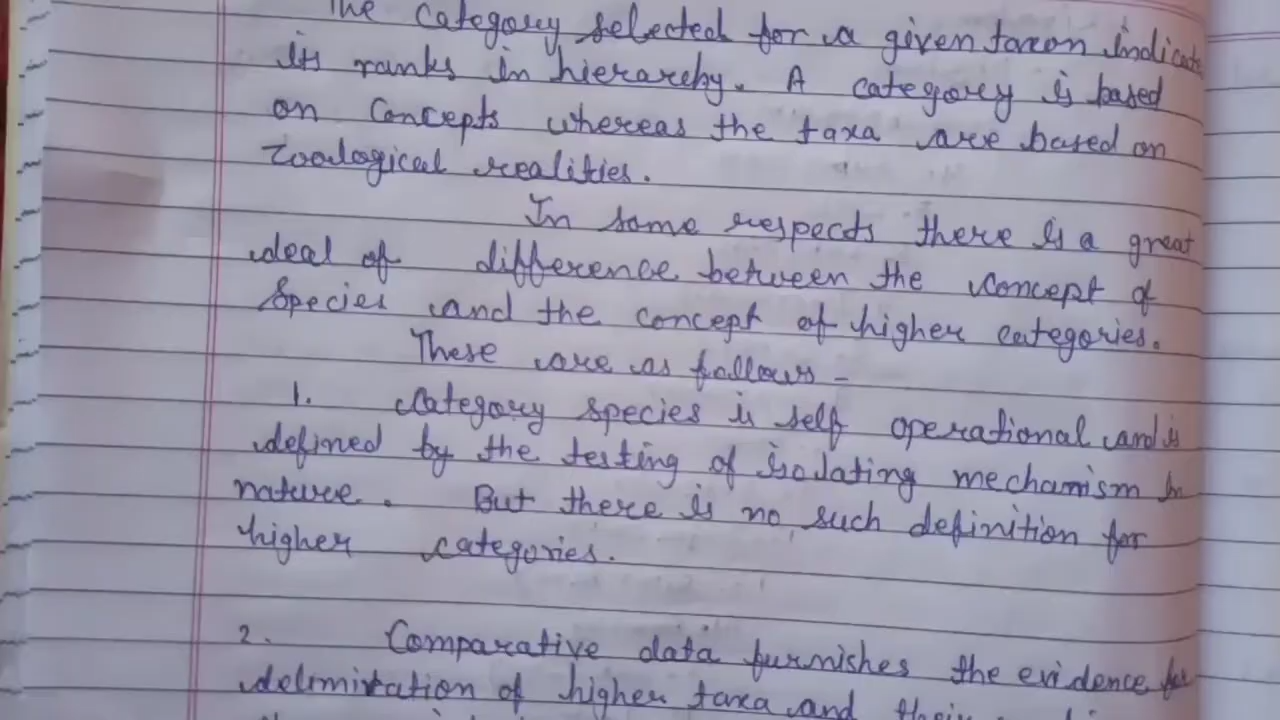 The category selected for a given taxon indicate
its ranks in hierarchy. A category is based
on concepts whereas the taxa are based on
Zoological realities.
In some respects there is a great
deal of difference between the concept of
Species and the concept of higher categories.
These are as follows –
1. Category species is self operational and is
defined by the testing of isolating mechanism in
nature. But there is no such definition for
higher categories.
2. Comparative data furnishes the evidence for
delimitation of higher taxa and their